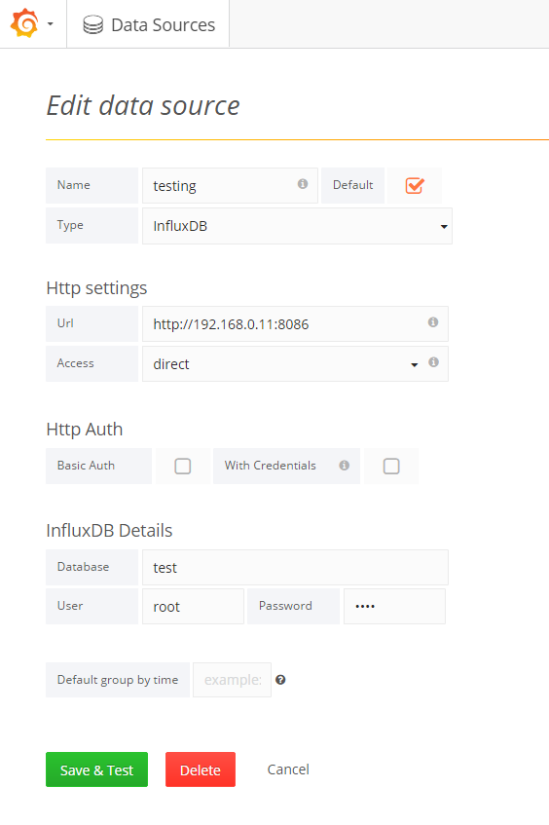 Data Sources
Edit data source
Name testing Default
Type InfluxDB
Http settings
Url http://192.168.0.11:8086
Access direct
Http Auth
Basic Auth With Credentials
InfluxDB Details
Database test
User root Password ••••
Default group by time example:
Save & Test Delete Cancel